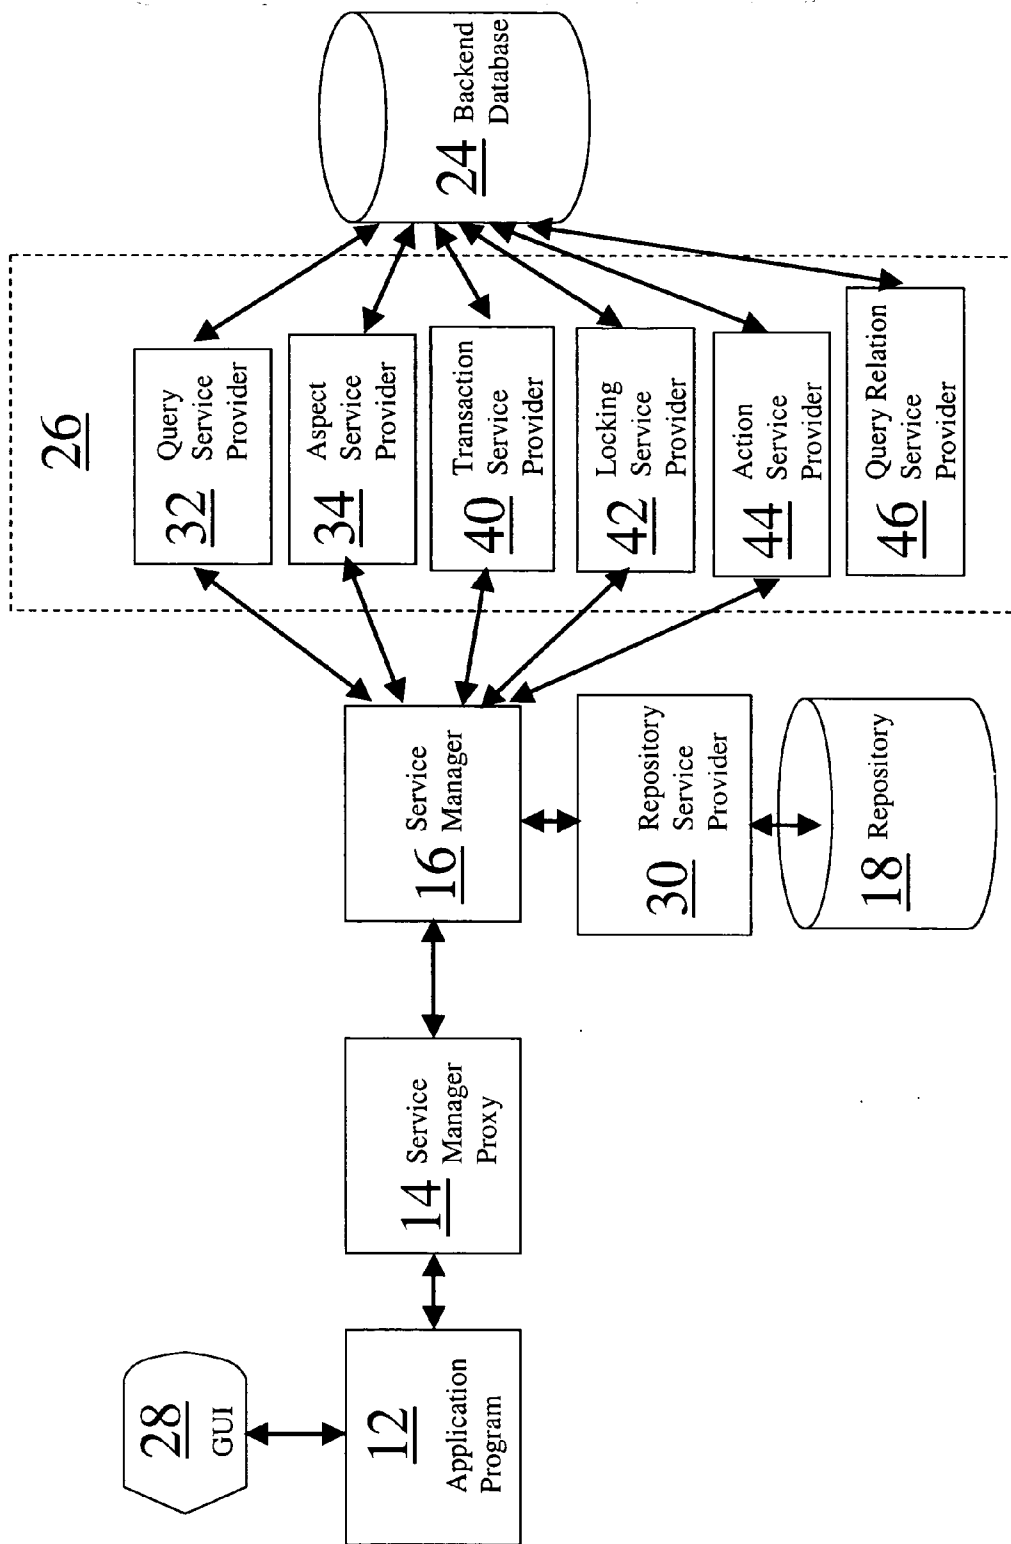 28
GUI
12
Application
Program
14
Service
Manager
Proxy
16
Service
Manager
30
Repository
Service
Provider
18
Repository
26
32
Query
Service
Provider
34
Aspect
Service
Provider
40
Transaction
Service
Provider
42
Locking
Service
Provider
44
Action
Service
Provider
46
Query Relation
Service
Provider
24
Backend
Database